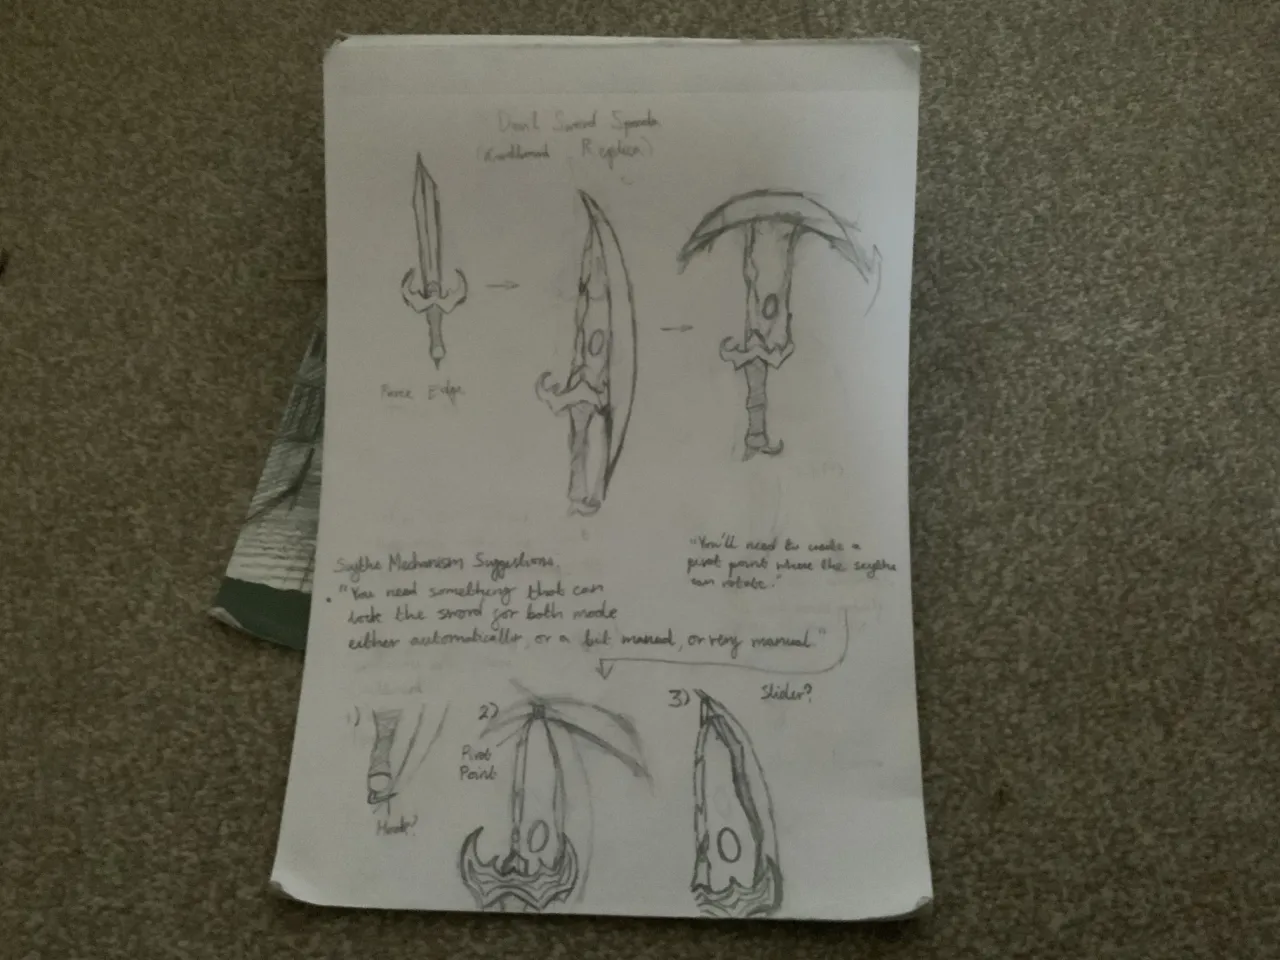 Devil Sword Sparda
(Cardboard Replica)
Force Edge
Scythe Mechanism Suggestions:
"You'll need to create a
pivot point where the scythe
can rotate."
• "You need something that can
lock the sword for both mode
either automatically, or a bit manual, or very manual."
1)
Hook?
2)
Pivot
Point
3)
Slider?